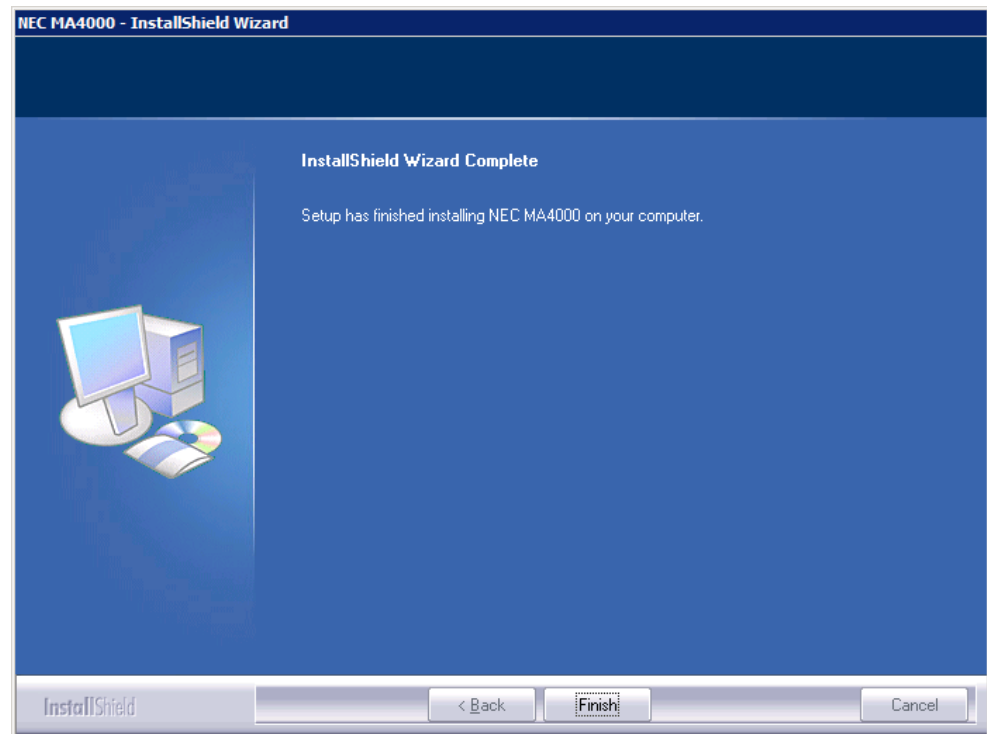 NEC MA4000 - InstallShield Wizard
InstallShield Wizard Complete
Setup has finished installing NEC MA4000 on your computer.
InstallShield
< Back
Finish
Cancel